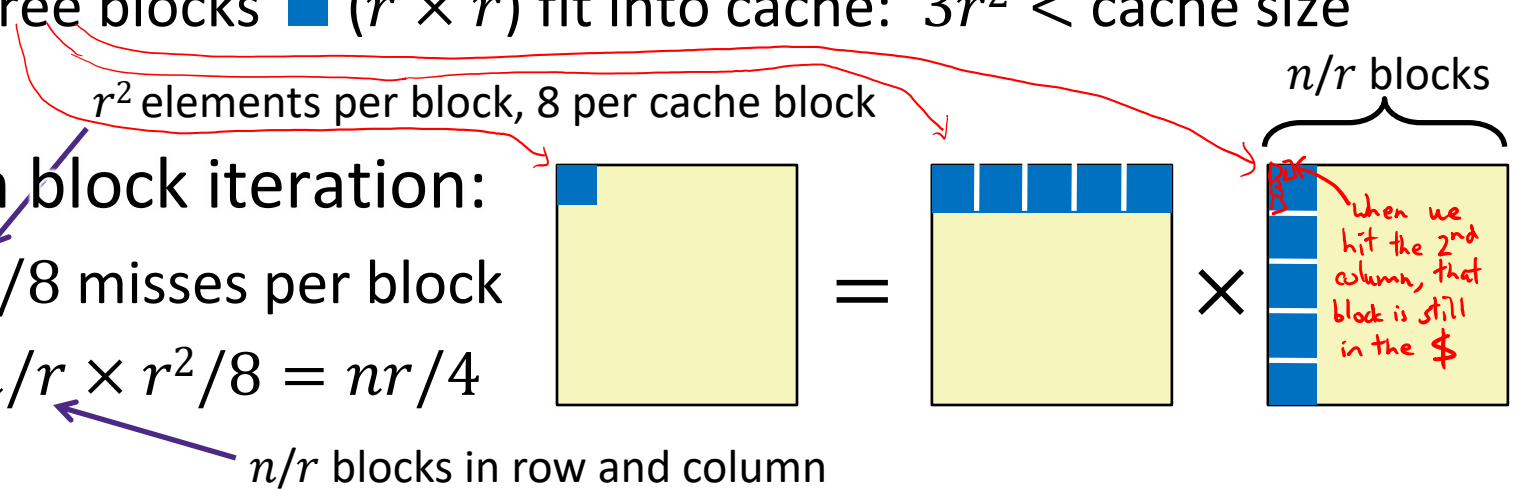 ree blocks (r × r) fit into cache: 3r² < cache size
n/r blocks
r² elements per block, 8 per cache block
block iteration:
/8 misses per block
/r × r²/8 = nr/4
n/r blocks in row and column
=
×
when we
hit the 2nd
column, that
block is still
in the $